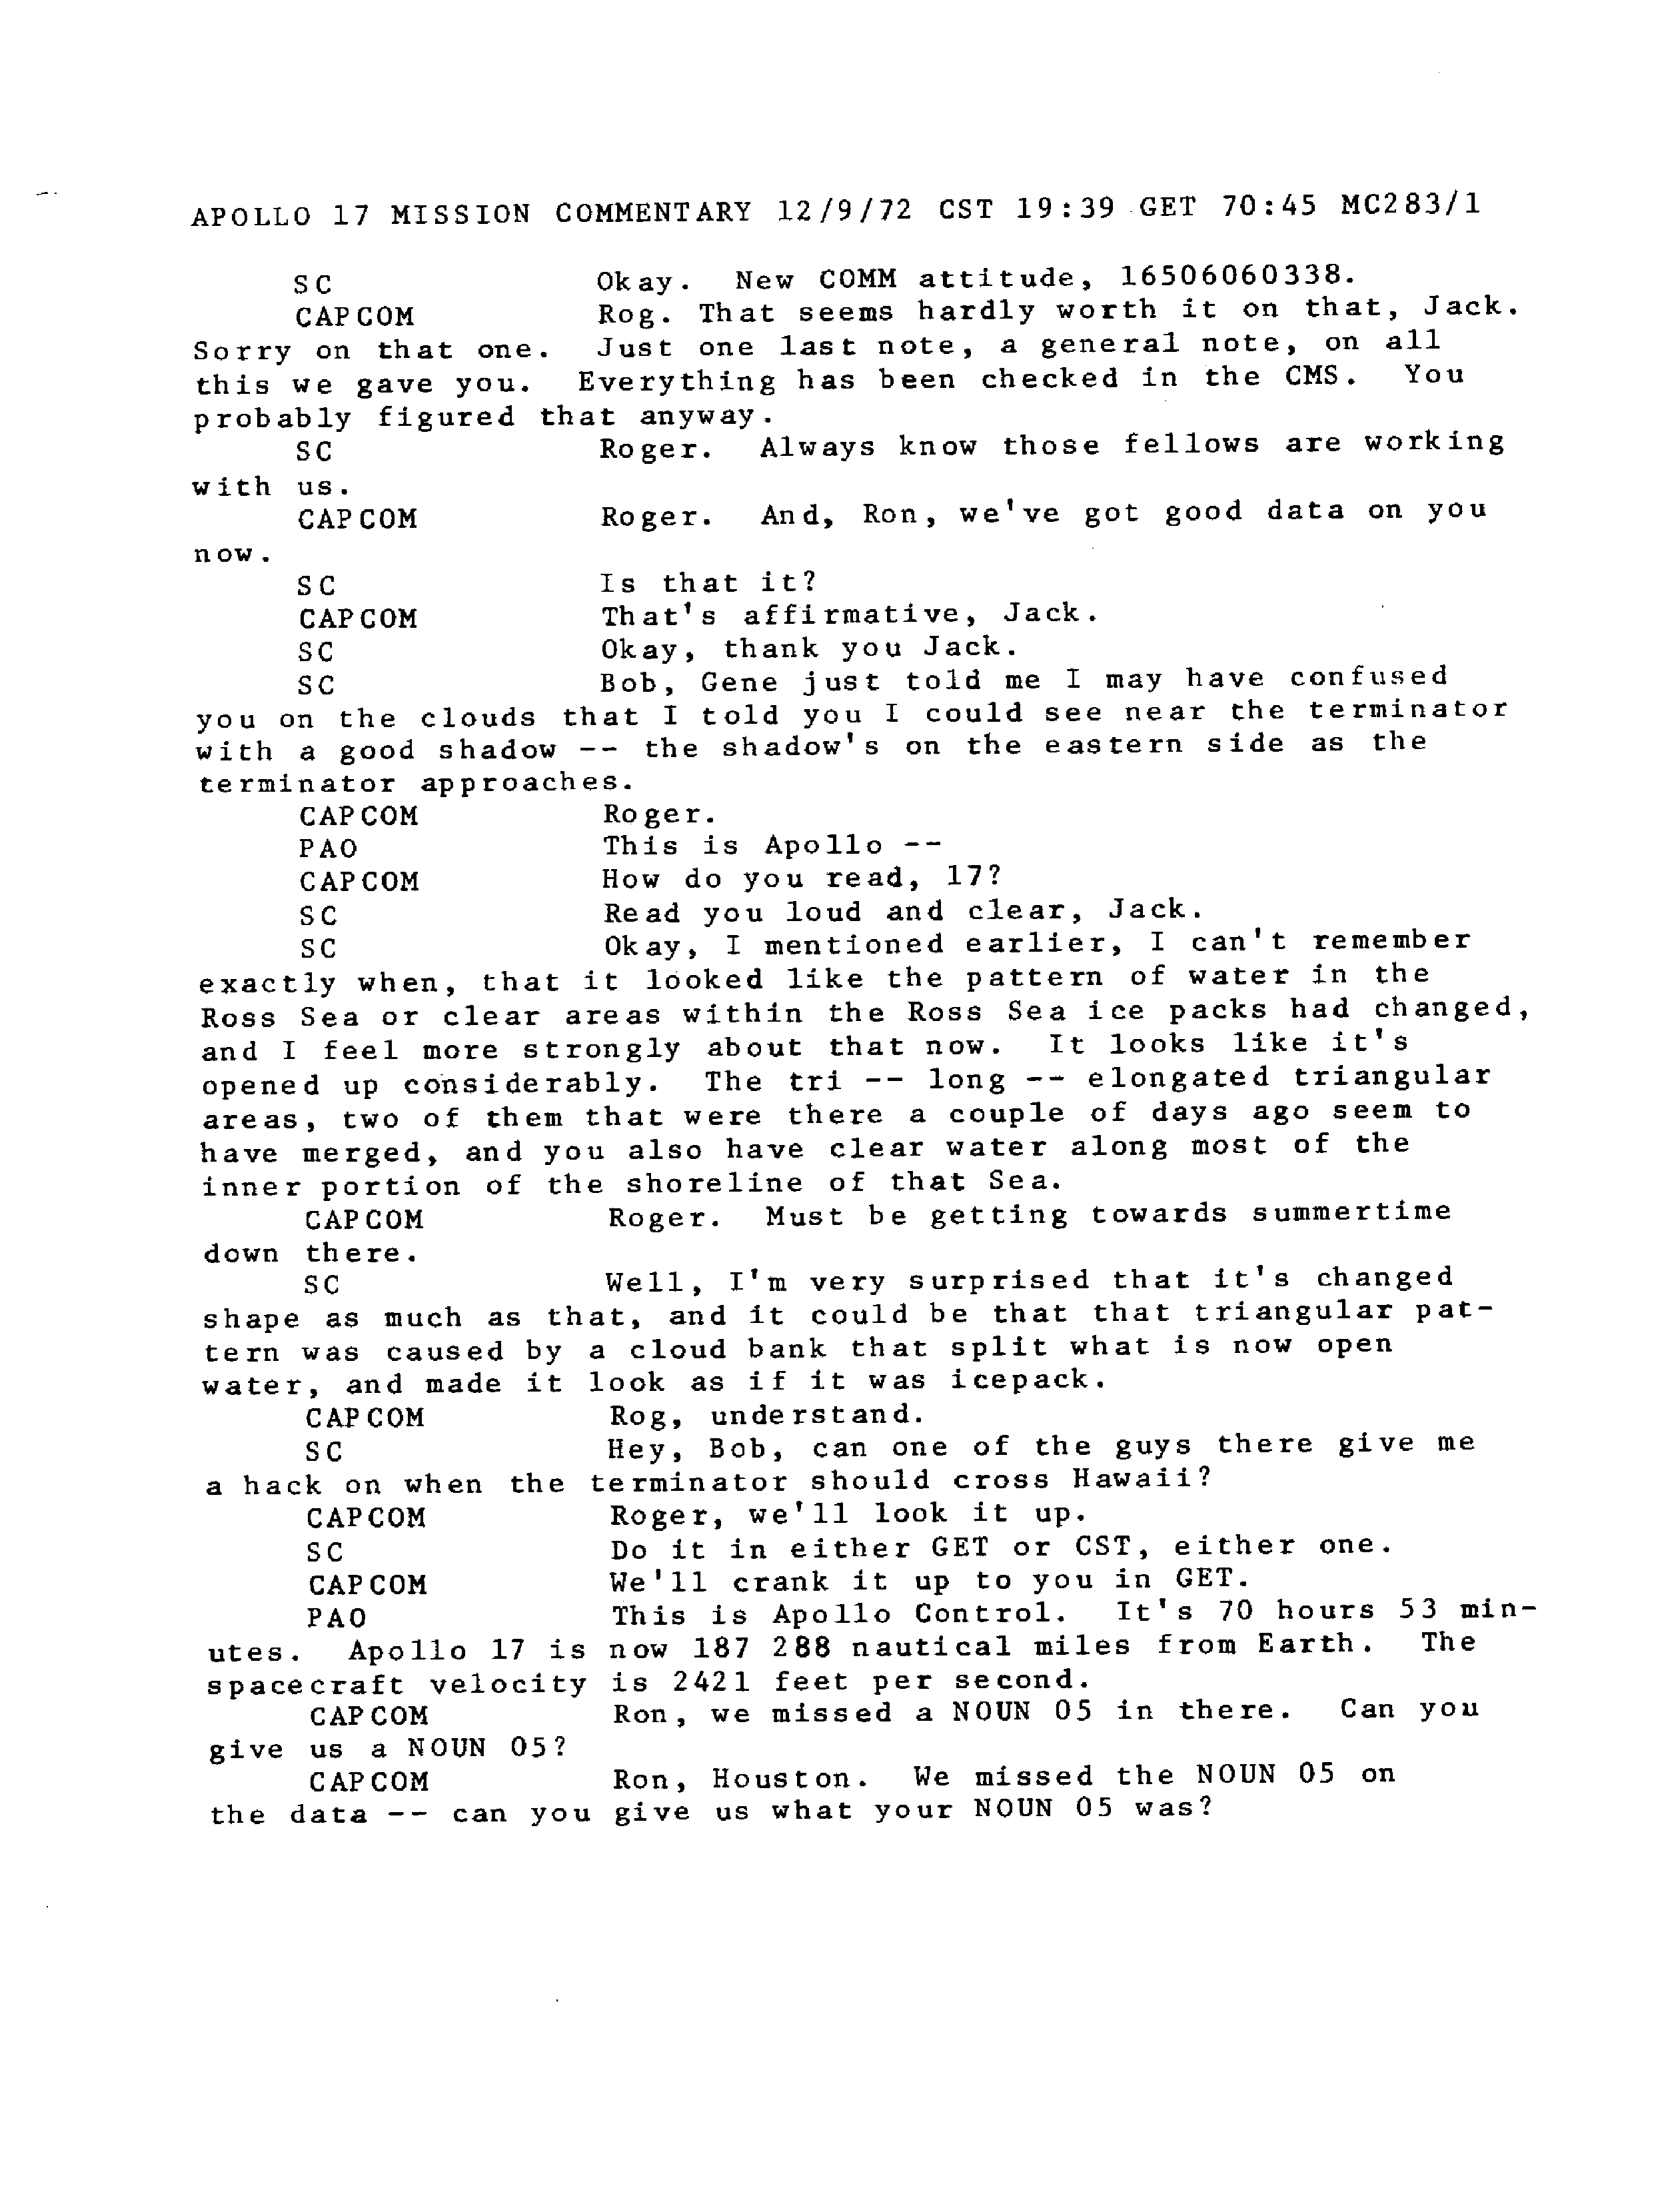 APOLLO 17 MISSION COMMENTARY 12/9/72 CST 19:39 GET 70:45 MC283/1
SC Okay. New COMM attitude, 16506060338.
CAPCOM Rog. That seems hardly worth it on that, Jack.
Sorry on that one. Just one last note, a general note, on all
this we gave you. Everything has been checked in the CMS. You
probably figured that anyway.
SC Roger. Always know those fellows are working
with us.
CAPCOM Roger. And, Ron, we've got good data on you
now.
SC Is that it?
CAPCOM That's affirmative, Jack.
SC Okay, thank you Jack.
SC Bob, Gene just told me I may have confused
you on the clouds that I told you I could see near the terminator
with a good shadow -- the shadow's on the eastern side as the
terminator approaches.
CAPCOM Roger.
PAO This is Apollo --
CAPCOM How do you read, 17?
SC Read you loud and clear, Jack.
SC Okay, I mentioned earlier, I can't remember
exactly when, that it looked like the pattern of water in the
Ross Sea or clear areas within the Ross Sea ice packs had changed,
and I feel more strongly about that now. It looks like it's
opened up considerably. The tri -- long -- elongated triangular
areas, two of them that were there a couple of days ago seem to
have merged, and you also have clear water along most of the
inner portion of the shoreline of that Sea.
CAPCOM Roger. Must be getting towards summertime
down there.
SC Well, I'm very surprised that it's changed
shape as much as that, and it could be that that triangular pat-
tern was caused by a cloud bank that split what is now open
water, and made it look as if it was icepack.
CAPCOM Rog, understand.
SC Hey, Bob, can one of the guys there give me
a hack on when the terminator should cross Hawaii?
CAPCOM Roger, we'll look it up.
SC Do it in either GET or CST, either one.
CAPCOM We'll crank it up to you in GET.
PAO This is Apollo Control. It's 70 hours 53 min-
utes. Apollo 17 is now 187 288 nautical miles from Earth. The
spacecraft velocity is 2421 feet per second.
CAPCOM Ron, we missed a NOUN 05 in there. Can you
give us a NOUN 05?
CAPCOM Ron, Houston. We missed the NOUN 05 on
the data -- can you give us what your NOUN 05 was?